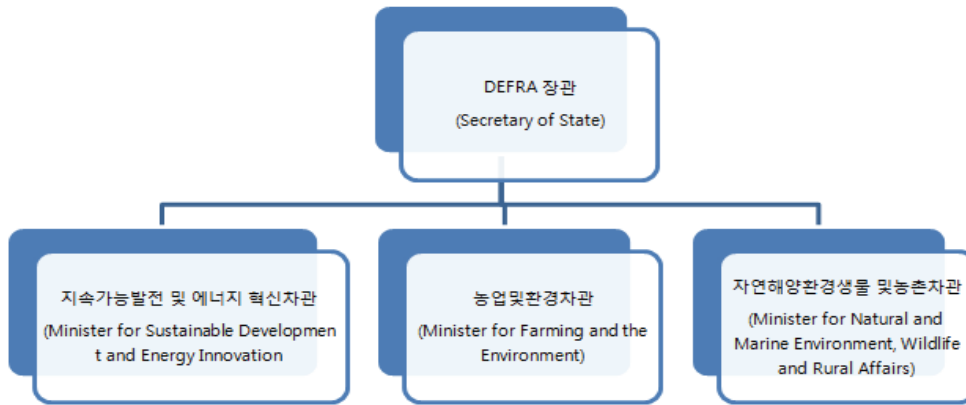 DEFRA 장관
(Secretary of State)
지속가능발전 및 에너지 혁신차관
(Minister for Sustainable Developmen
t and Energy Innovation
농업및환경차관
(Minister for Farming and the
Environment)
자연해양환경생물 및농촌차관
(Minister for Natural and
Marine Environment, Wildlife
and Rural Affairs)